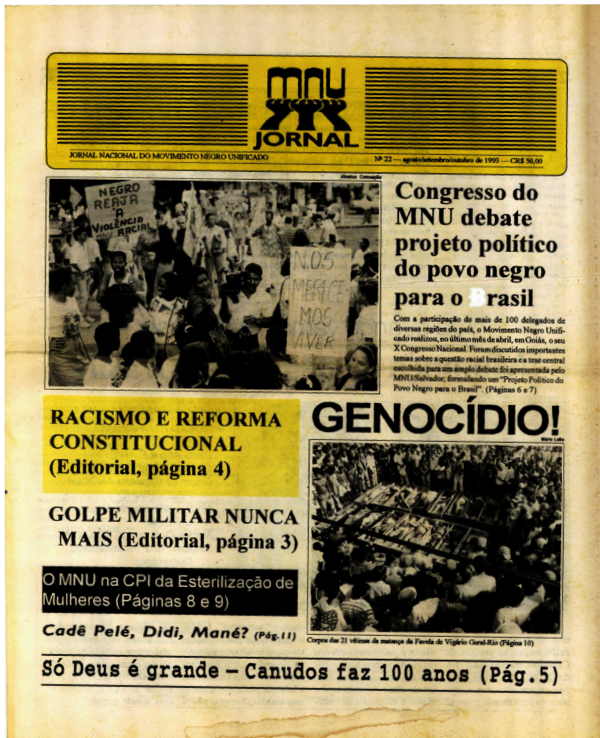 mnu
JORNAL
JORNAL NACIONAL DO MOVIMENTO NEGRO UNIFICADO
Nº 22 — agosto/setembro/outubro de 1993 — CR$ 50,00
NEGRO
REAJA
A
VIOLÊNCIA
RACIAL
NOS
MERECE
MOS
VIVER
Congresso do
MNU debate
projeto político
do povo negro
para o Brasil
Com a participação de mais de 100 delegados de
diversas regiões do país, o Movimento Negro Unifi-
cado realizou, no último mês de abril, em Goiás, o seu
X Congresso Nacional. Foram discutidos importantes
temas sobre a questão racial brasileira e a tese central
escolhida para um amplo debate foi apresentada pelo
MNU/Salvador, formulando um "Projeto Político do
Povo Negro para o Brasil". (Páginas 6 e 7)
RACISMO E REFORMA
CONSTITUCIONAL
(Editorial, página 4)
GOLPE MILITAR NUNCA
MAIS (Editorial, página 3)
O MNU na CPI da Esterilização de
Mulheres (Páginas 8 e 9)
Cadê Pelé, Didi, Mané? (Pág.11)
GENOCÍDIO!
Corpos das 21 vítimas da matança da Favela de Vigário Geral-Rio (Página 10)
Só Deus é grande – Canudos faz 100 anos (Pág.5)